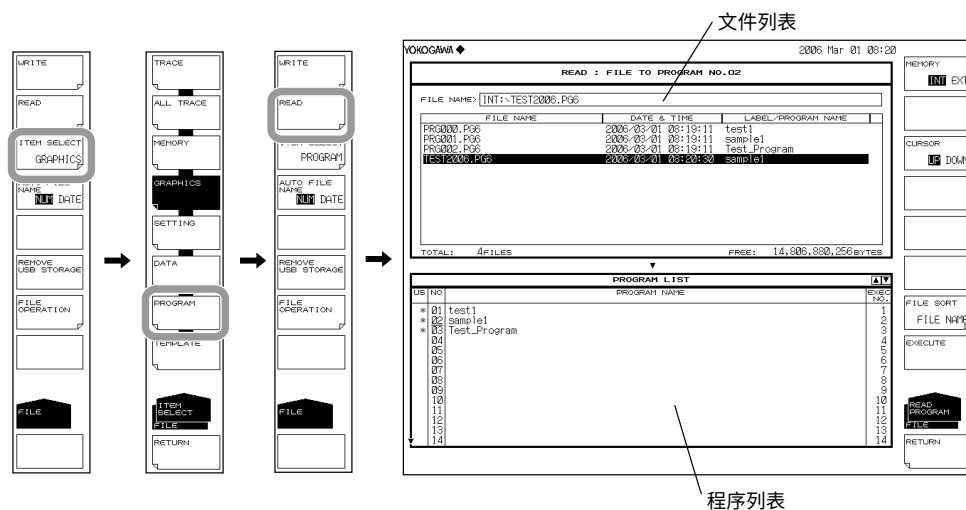 文件列表
WRITE
READ
ITEM SELECT
GRAPHICS
NAME
NUM DATE
REMOVE
USB STORAGE
FILE
OPERATION
FILE
TRACE
ALL TRACE
MEMORY
GRAPHICS
SETTING
DATA
PROGRAM
TEMPLATE
ITEM
SELECT
FILE
RETURN
WRITE
READ
PROGRAM
AUTO FILE
NAME
NUM DATE
REMOVE
USB STORAGE
FILE
OPERATION
FILE
YOKOGAWA 2006 Mar 01 08:20
READ : FILE TO PROGRAM NO.02
FILE NAME> INT:\TEST2006.PG6
FILE NAME DATE & TIME LABEL/PROGRAM NAME
PRG000.PG6 2006/03/01 08:19:11 test1
PRG001.PG6 2006/03/01 08:19:11 sample1
PRG002.PG6 2006/03/01 08:19:11 Test_Program
TEST2006.PG6 2006/03/01 08:20:30 sample1
TOTAL: 4FILES FREE: 14,806,880,256BYTES
PROGRAM LIST
US NO PROGRAM NAME EXEC NO.
* 01 test1 1
* 02 sample1 2
* 03 Test_Program 3
04 4
05 5
06 6
07 7
08 8
09 9
10 10
11 11
12 12
13 13
14 14
MEMORY
INT EXT
CURSOR
UP DOWN
FILE SORT
FILE NAME
EXECUTE
READ
PROGRAM
FILE
RETURN
程序列表